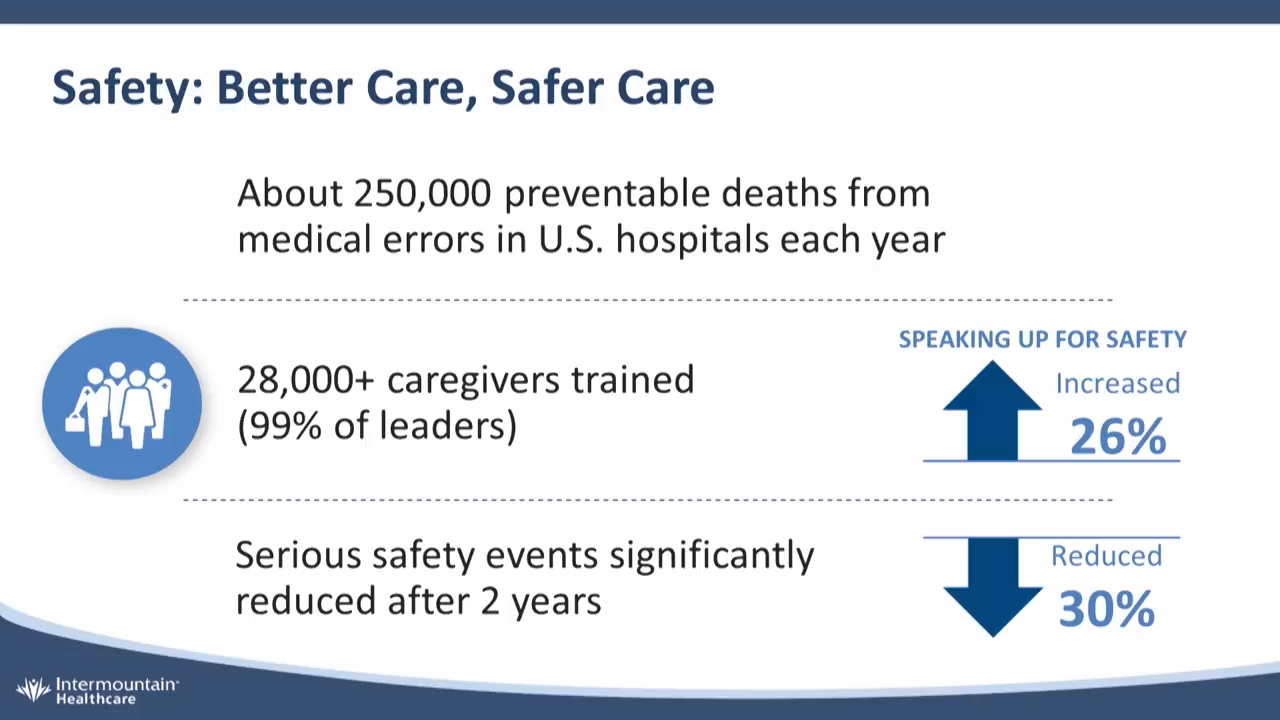 Safety: Better Care, Safer Care
About 250,000 preventable deaths from
medical errors in U.S. hospitals each year
28,000+ caregivers trained
(99% of leaders)
SPEAKING UP FOR SAFETY
Increased
26%
Serious safety events significantly
reduced after 2 years
Reduced
30%
Intermountain
Healthcare